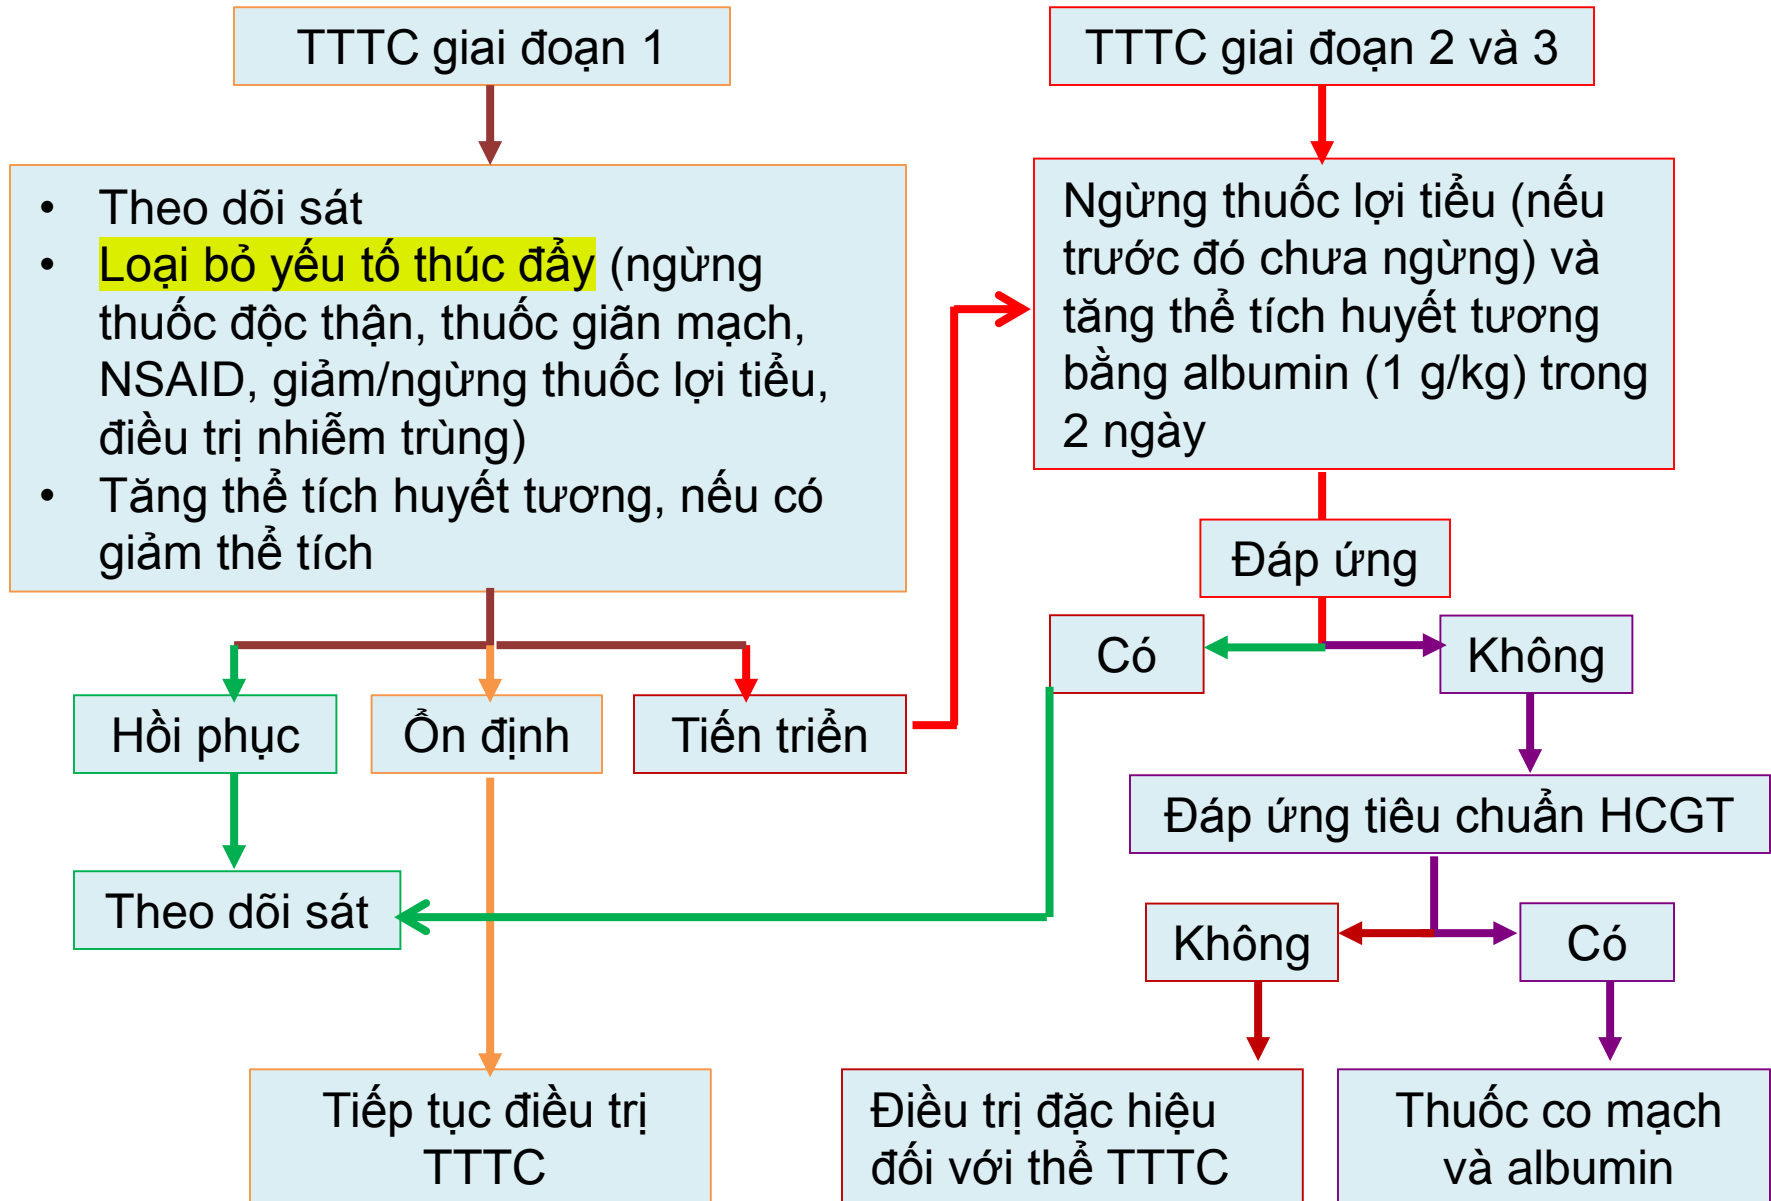 TTTC giai đoạn 1
• Theo dõi sát
• Loại bỏ yếu tố thúc đẩy (ngừng
thuốc độc thận, thuốc giãn mạch,
NSAID, giảm/ngừng thuốc lợi tiểu,
điều trị nhiễm trùng)
• Tăng thể tích huyết tương, nếu có
giảm thể tích
Hồi phục
Ổn định
Tiến triển
Theo dõi sát
Tiếp tục điều trị
TTTC
TTTC giai đoạn 2 và 3
Ngừng thuốc lợi tiểu (nếu
trước đó chưa ngừng) và
tăng thể tích huyết tương
bằng albumin (1 g/kg) trong
2 ngày
Đáp ứng
Có
Không
Đáp ứng tiêu chuẩn HCGT
Không
Có
Điều trị đặc hiệu
đối với thể TTTC
Thuốc co mạch
và albumin